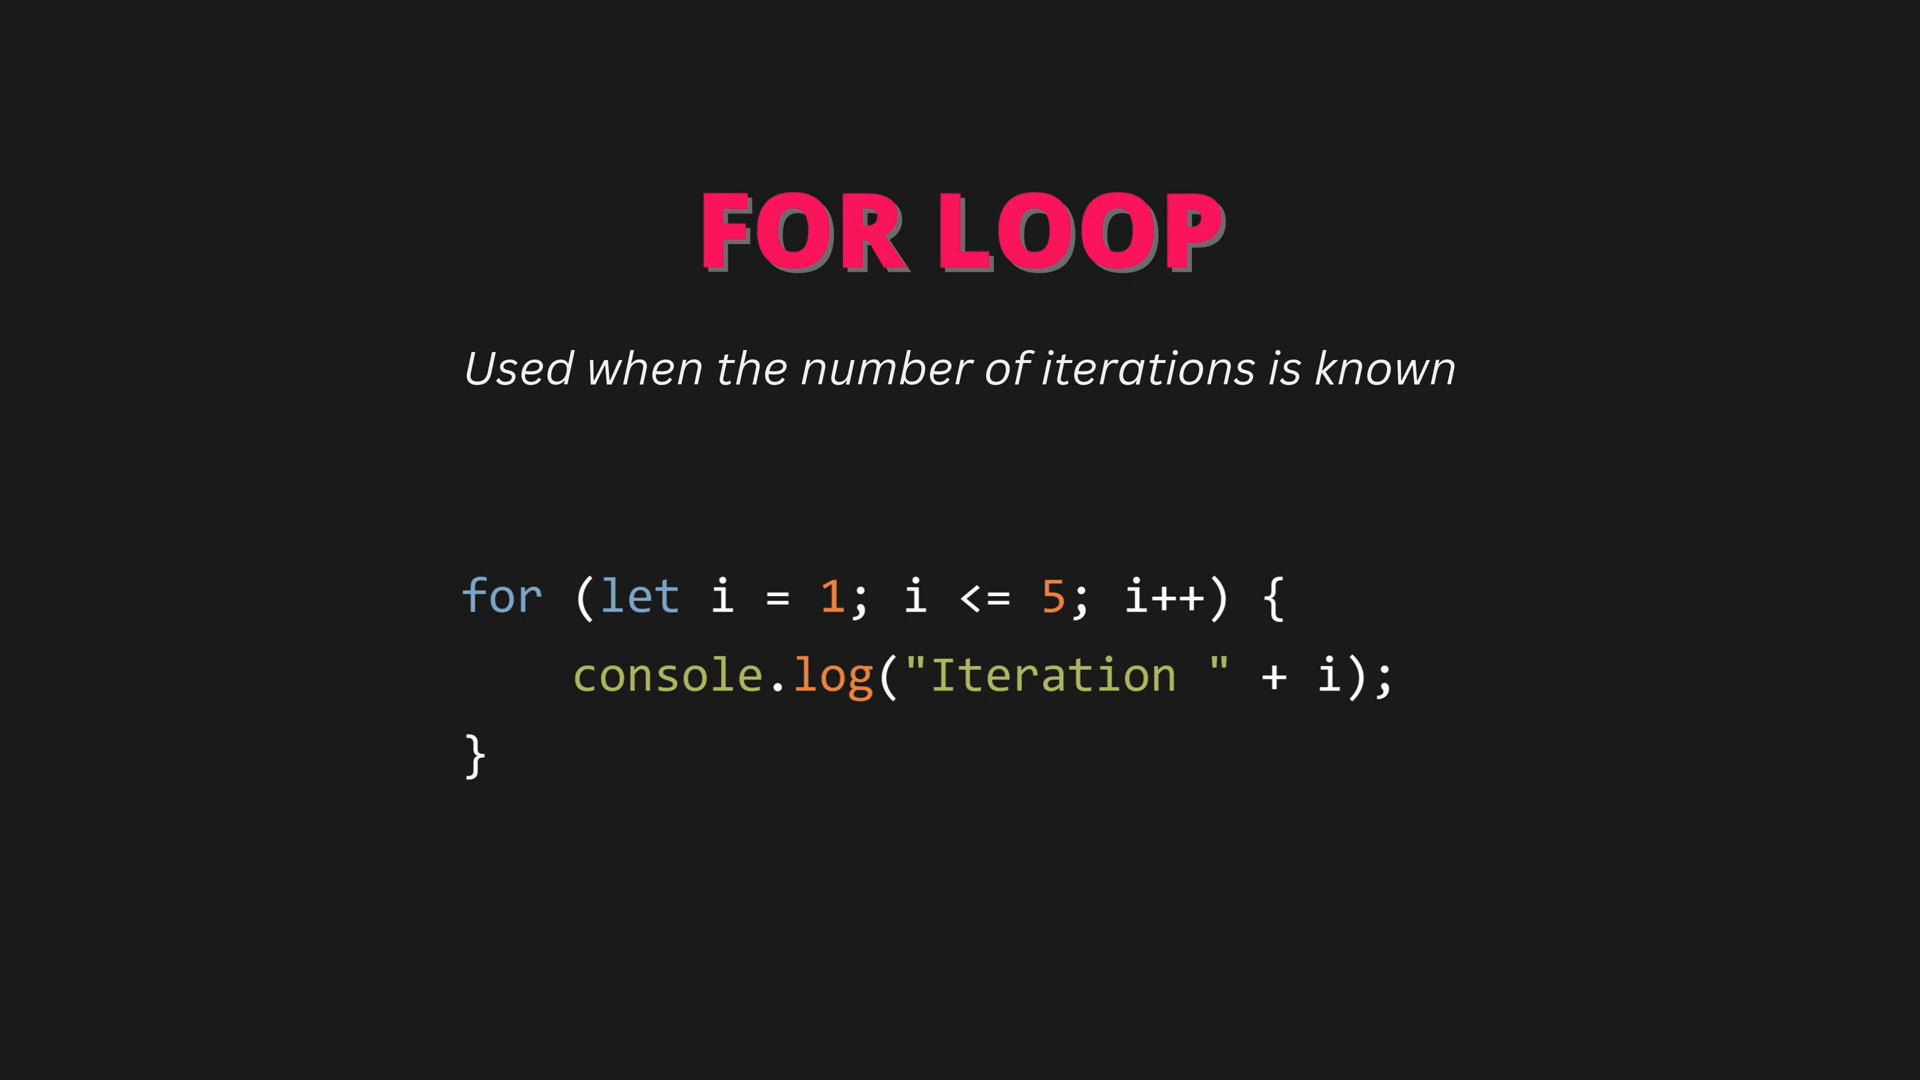 FOR LOOP
Used when the number of iterations is known
for (let i = 1; i <= 5; i++) {
    console.log("Iteration " + i);
}